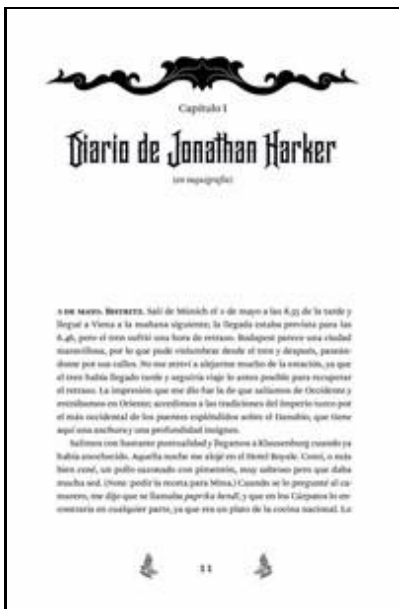 Capítulo I
Diario de Jonathan Harker
(en taquigrafía)
3 DE MAYO. BISTRITZ. Salí de Múnich el 1 de mayo a las 8.35 de la tarde y
llegué a Viena a la mañana siguiente; la llegada estaba prevista para las
6.46, pero el tren sufrió una hora de retraso. Budapest parece una ciudad
maravillosa, por lo que pude vislumbrar desde el tren y después, paseán-
dome por sus calles. No me atreví a alejarme mucho de la estación, ya que
el tren había llegado tarde y seguiría viaje lo antes posible para recuperar
el retraso. La impresión que me dio fue la de que salíamos de Occidente y
entrábamos en Oriente; accedimos a las tradiciones del Imperio turco por
el más occidental de los puentes espléndidos sobre el Danubio, que tiene
aquí una anchura y una profundidad insignes.
Salimos con bastante puntualidad y llegamos a Klausenburg cuando ya
había anochecido. Aquella noche me alojé en el Hotel Royale. Comí, o más
bien cené, un pollo sazonado con pimentón, muy sabroso pero que daba
mucha sed. (Nota: pedir la receta para Mina.) Cuando se lo pregunté al ca-
marero, me dijo que se llamaba paprika hendl, y que en los Cárpatos lo en-
contraría en cualquier parte, ya que era un plato de la cocina nacional. Lo
11